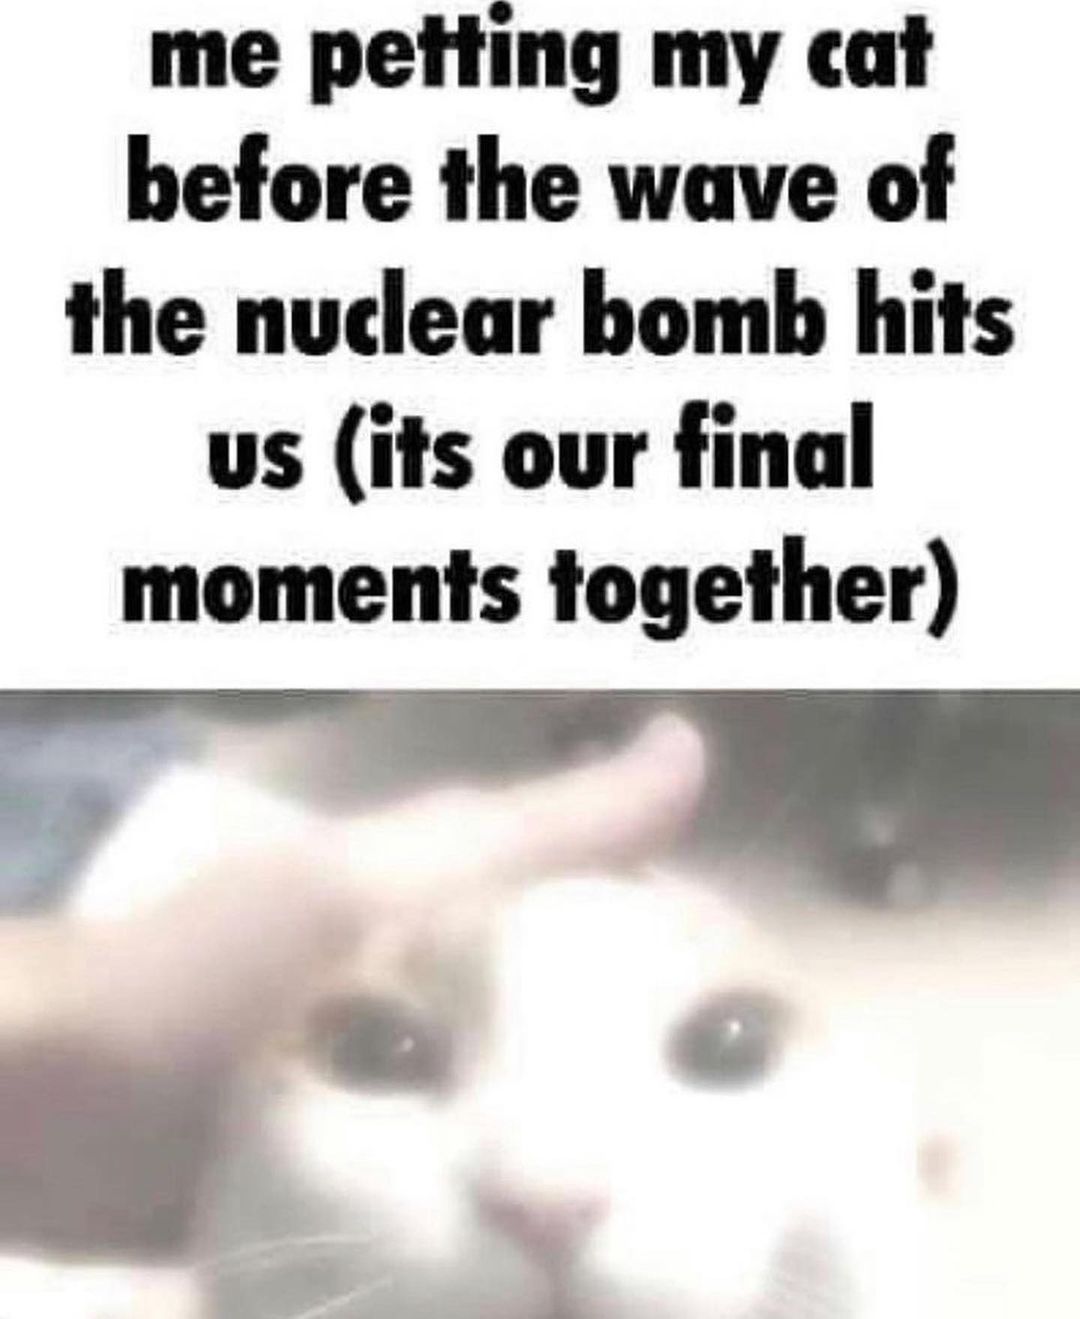 me petting my cat
before the wave of
the nuclear bomb hits
us (its our final
moments together)